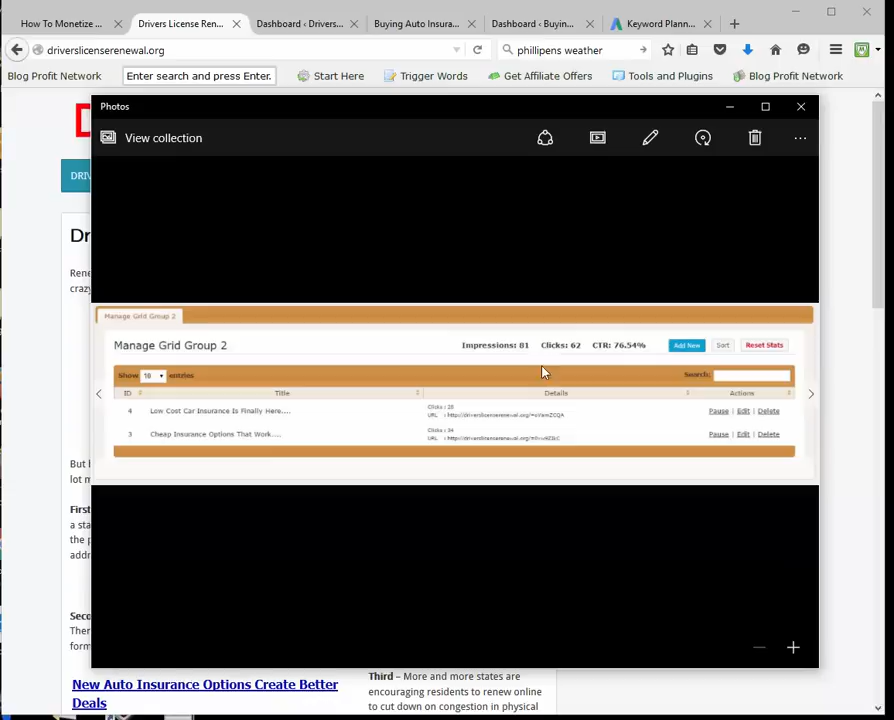 How To Monetize ...
Drivers License Ren...
Dashboard ‹ Drivers...
Buying Auto Insura...
Dashboard ‹ Buyin...
Keyword Plann...
driverslicenserenewal.org
phillipens weather
Blog Profit Network
Enter search and press Enter.
Start Here
Trigger Words
Get Affiliate Offers
Tools and Plugins
Blog Profit Network
Photos
View collection
D
DRIV
Dr
Rene
crazy
Manage Grid Group 2
Manage Grid Group 2
Impressions: 81 Clicks: 62 CTR: 76.54%
Add New
Sort
Reset Stats
Show 10 entries
Search:
ID Title Details Actions
4 Low Cost Car Insurance Is Finally Here....
Clicks : 28
Pause | Edit | Delete
3 Cheap Insurance Options That Work....
Clicks : 34
Pause | Edit | Delete
But
lot m
First
a sta
the p
addr
Seco
Ther
form
New Auto Insurance Options Create Better
Deals
Third – More and more states are
encouraging residents to renew online
to cut down on congestion in physical